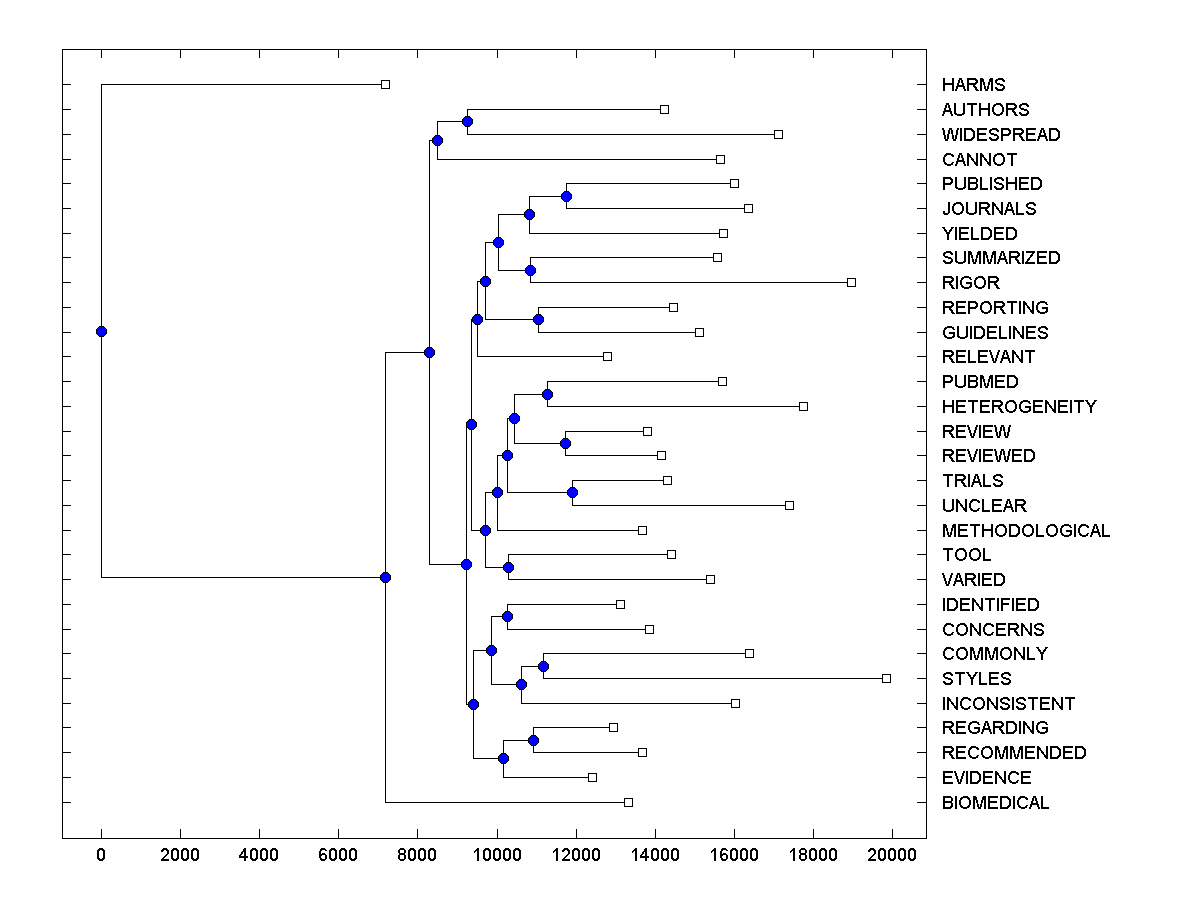 HARMS
AUTHORS
WIDESPREAD
CANNOT
PUBLISHED
JOURNALS
YIELDED
SUMMARIZED
RIGOR
REPORTING
GUIDELINES
RELEVANT
PUBMED
HETEROGENEITY
REVIEW
REVIEWED
TRIALS
UNCLEAR
METHODOLOGICAL
TOOL
VARIED
IDENTIFIED
CONCERNS
COMMONLY
STYLES
INCONSISTENT
REGARDING
RECOMMENDED
EVIDENCE
BIOMEDICAL
0 2000 4000 6000 8000 10000 12000 14000 16000 18000 20000